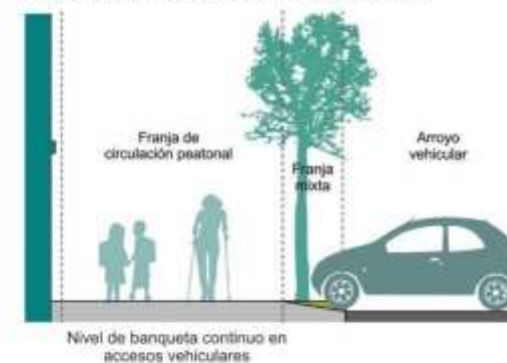 Franja de
circulación peatonal
Franja
mixta
Arroyo
vehicular
Nivel de banqueta continuo en
accesos vehiculares